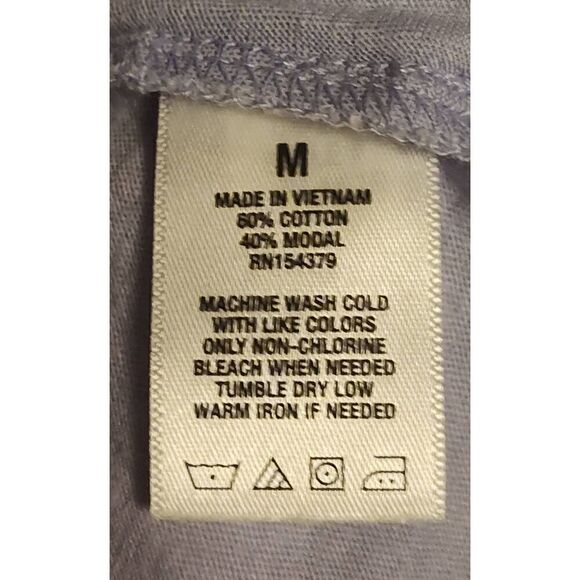 M
MADE IN VIETNAM
60% COTTON
40% MODAL
RN154379
MACHINE WASH COLD
WITH LIKE COLORS
ONLY NON-CHLORINE
BLEACH WHEN NEEDED
TUMBLE DRY LOW
WARM IRON IF NEEDED